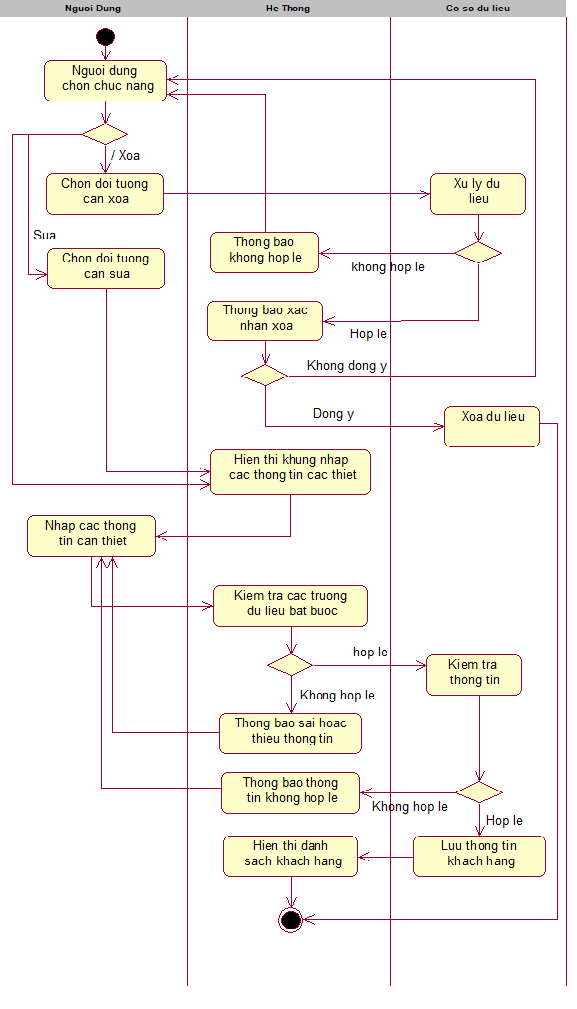 Nguoi Dung
He Thong
Co so du lieu
Nguoi dung
chon chuc nang
/ Xoa
Chon doi tuong
can xoa
Xu ly du
lieu
Sua
Thong bao
khong hop le
khong hop le
Chon doi tuong
can sua
Thong bao xac
nhan xoa
Hop le
Khong dong y
Dong y
Xoa du lieu
Hien thi khung nhap
cac thong tin cac thiet
Nhap cac thong
tin can thiet
Kiem tra cac truong
du lieu bat buoc
hop le
Kiem tra
thong tin
Khong hop le
Thong bao sai hoac
thieu thong tin
Thong bao thong
tin khong hop le
Khong hop le
Hop le
Hien thi danh
sach khach hang
Luu thong tin
khach hang